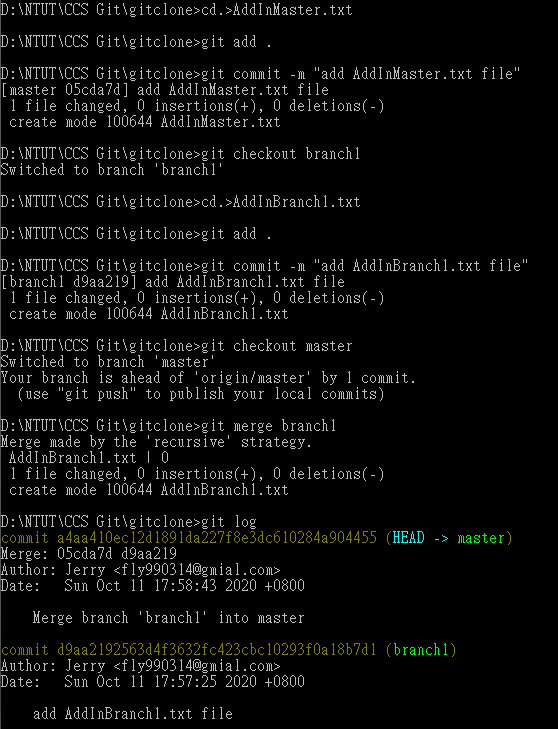 D:\NTUT\CCS Git\gitclone>cd.>AddInMaster.txt
D:\NTUT\CCS Git\gitclone>git add .
D:\NTUT\CCS Git\gitclone>git commit -m "add AddInMaster.txt file"
[master 05cda7d] add AddInMaster.txt file
 1 file changed, 0 insertions(+), 0 deletions(-)
 create mode 100644 AddInMaster.txt
D:\NTUT\CCS Git\gitclone>git checkout branch1
Switched to branch 'branch1'
D:\NTUT\CCS Git\gitclone>cd.>AddInBranch1.txt
D:\NTUT\CCS Git\gitclone>git add .
D:\NTUT\CCS Git\gitclone>git commit -m "add AddInBranch1.txt file"
[branch1 d9aa219] add AddInBranch1.txt file
 1 file changed, 0 insertions(+), 0 deletions(-)
 create mode 100644 AddInBranch1.txt
D:\NTUT\CCS Git\gitclone>git checkout master
Switched to branch 'master'
Your branch is ahead of 'origin/master' by 1 commit.
  (use "git push" to publish your local commits)
D:\NTUT\CCS Git\gitclone>git merge branch1
Merge made by the 'recursive' strategy.
 AddInBranch1.txt | 0
 1 file changed, 0 insertions(+), 0 deletions(-)
 create mode 100644 AddInBranch1.txt
D:\NTUT\CCS Git\gitclone>git log
commit a4aa410ec12d1891da227f8e3dc610284a904455 (HEAD -> master)
Merge: 05cda7d d9aa219
Author: Jerry <fly990314@gmial.com>
Date:   Sun Oct 11 17:58:43 2020 +0800
    Merge branch 'branch1' into master
commit d9aa2192563d4f3632fc423cbc10293f0a18b7d1 (branch1)
Author: Jerry <fly990314@gmial.com>
Date:   Sun Oct 11 17:57:25 2020 +0800
    add AddInBranch1.txt file